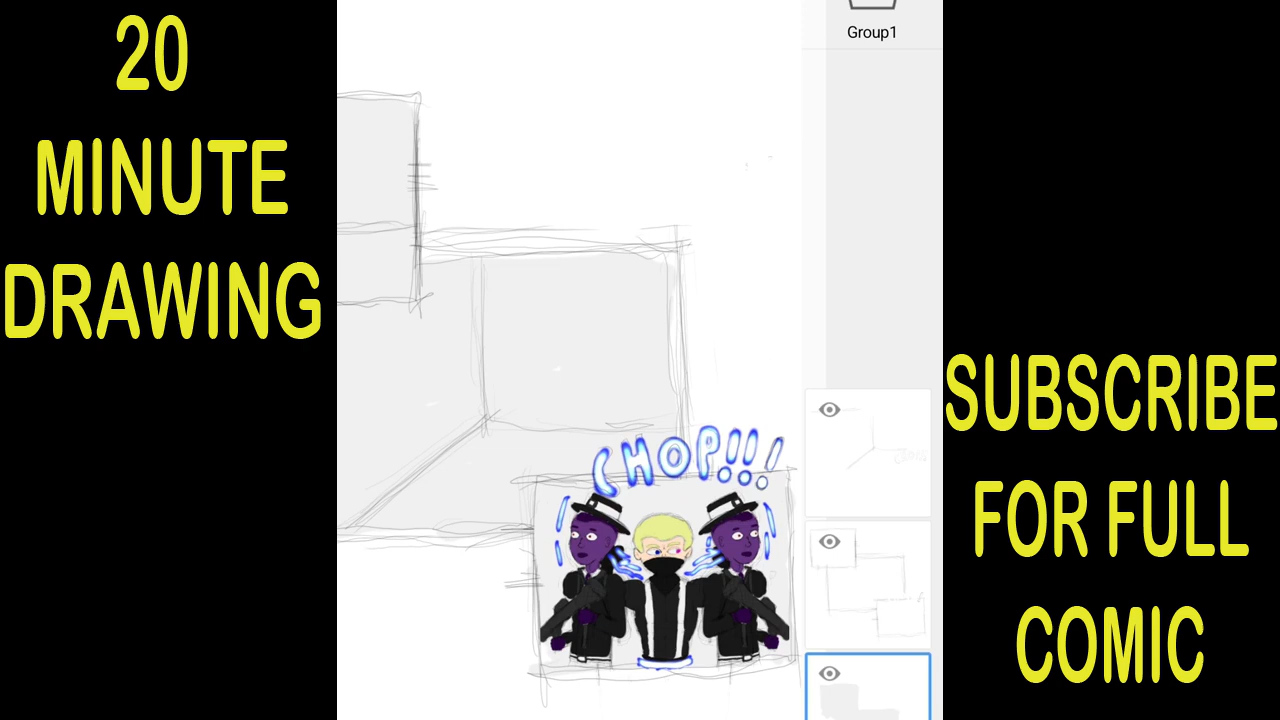 20
MINUTE
DRAWING
Group1
CHOP!!!
SUBSCRIBE
FOR FULL
COMIC